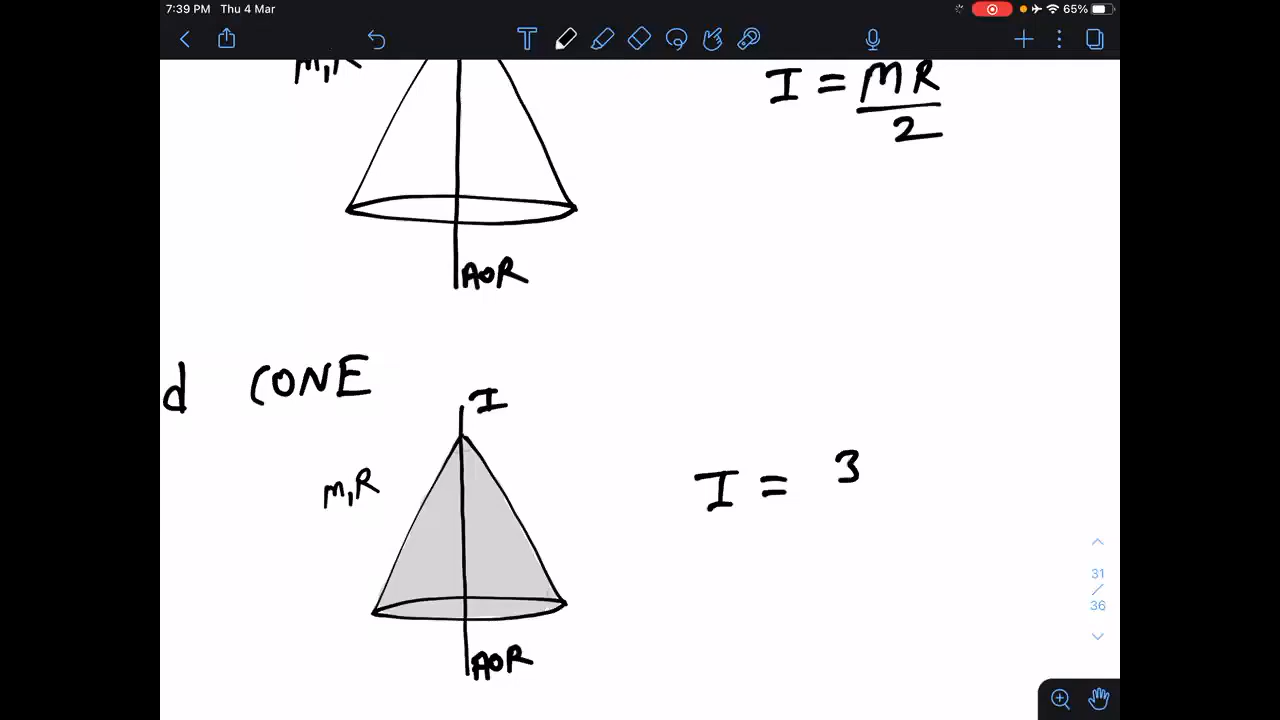 7:39 PM Thu 4 Mar
65%
T
M,R
I = MR
2
AOR
d CONE
I
M,R
I = 3
AOR
31
/
36